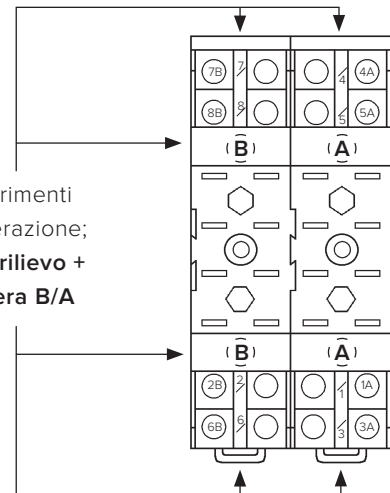 7B 7 4 4A
8B 8 5 5A
B A
rimenti
erazione;
rilievo +
era B/A
B A
2B 2 1 1A
6B 6 3 3A